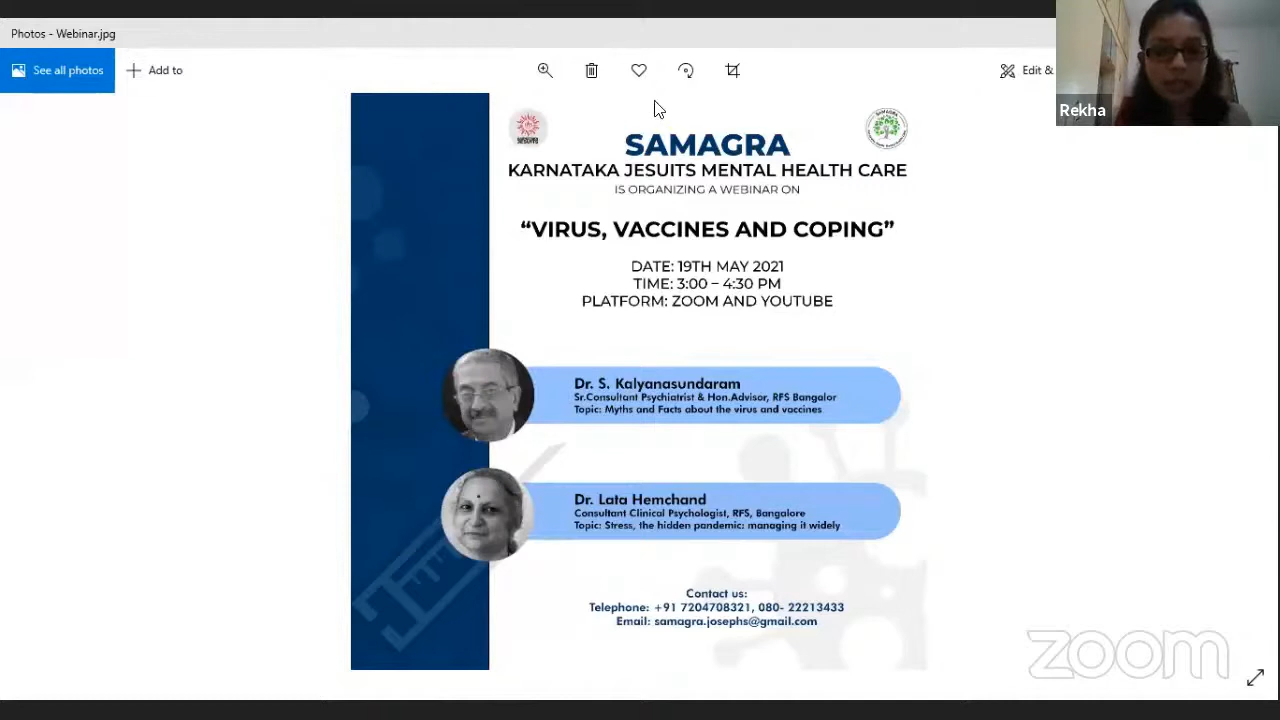 Photos - Webinar.jpg
See all photos
Add to
Edit &
Rekha
SAMAGRA
KARNATAKA JESUITS MENTAL HEALTH CARE
IS ORGANIZING A WEBINAR ON
“VIRUS, VACCINES AND COPING”
DATE: 19TH MAY 2021
TIME: 3:00 – 4:30 PM
PLATFORM: ZOOM AND YOUTUBE
Dr. S. Kalyanasundaram
Sr.Consultant Psychiatrist & Hon.Advisor, RFS Bangalor
Topic: Myths and Facts about the virus and vaccines
Dr. Lata Hemchand
Consultant Clinical Psychologist, RFS, Bangalore
Topic: Stress, the hidden pandemic: managing it widely
Contact us:
Telephone: +91 7204708321, 080- 22213433
Email: samagra.josephs@gmail.com
zoom